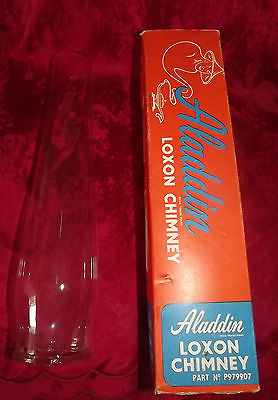 Aladdin
LOXON CHIMNEY
Aladdin
LOXON
CHIMNEY
PART Nº P979907